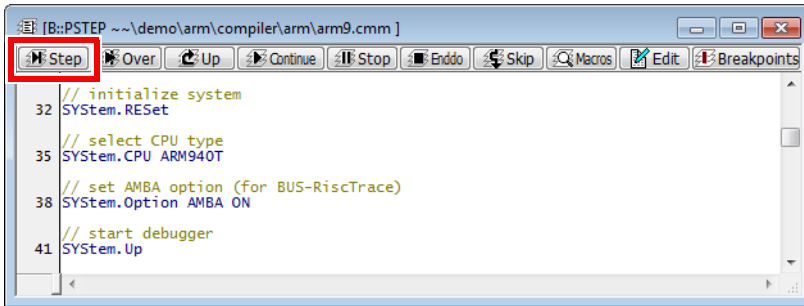 [B::PSTEP ~~\demo\arm\compiler\arm\arm9.cmm ]
Step Over Up Continue Stop Enddo Skip Macros Edit Breakpoints
// initialize system
32 SYStem.RESet
// select CPU type
35 SYStem.CPU ARM940T
// set AMBA option (for BUS-RiscTrace)
38 SYStem.Option AMBA ON
// start debugger
41 SYStem.Up